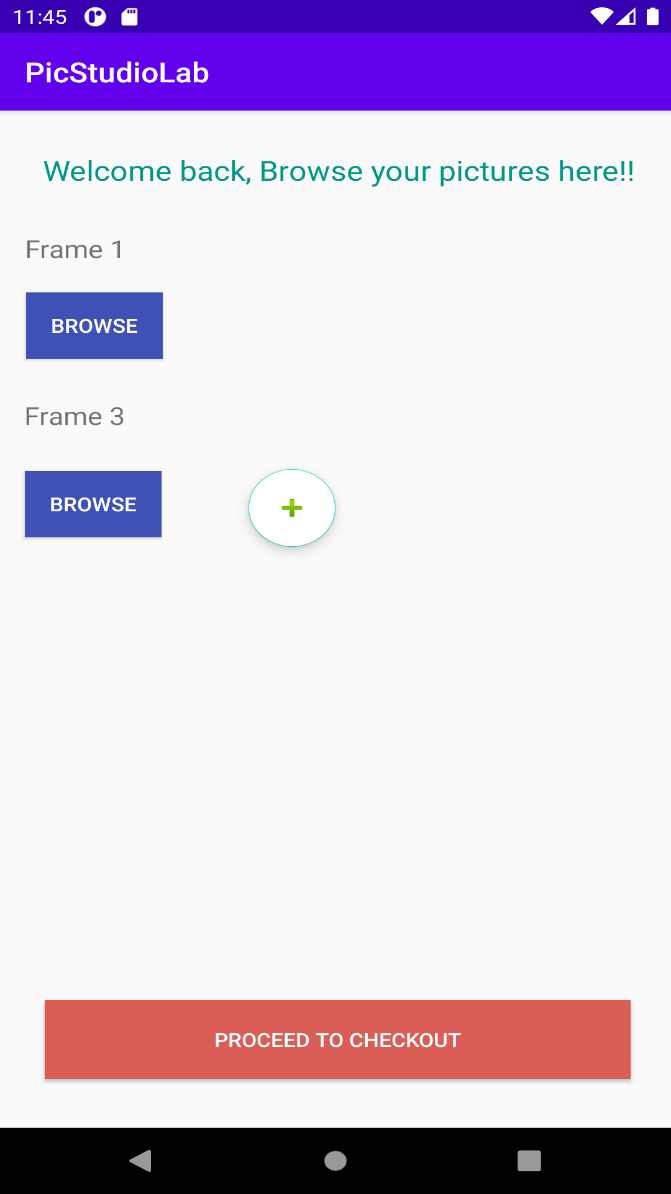 11:45
PicStudioLab
Welcome back, Browse your pictures here!!
Frame 1
BROWSE
Frame 3
BROWSE
+
PROCEED TO CHECKOUT